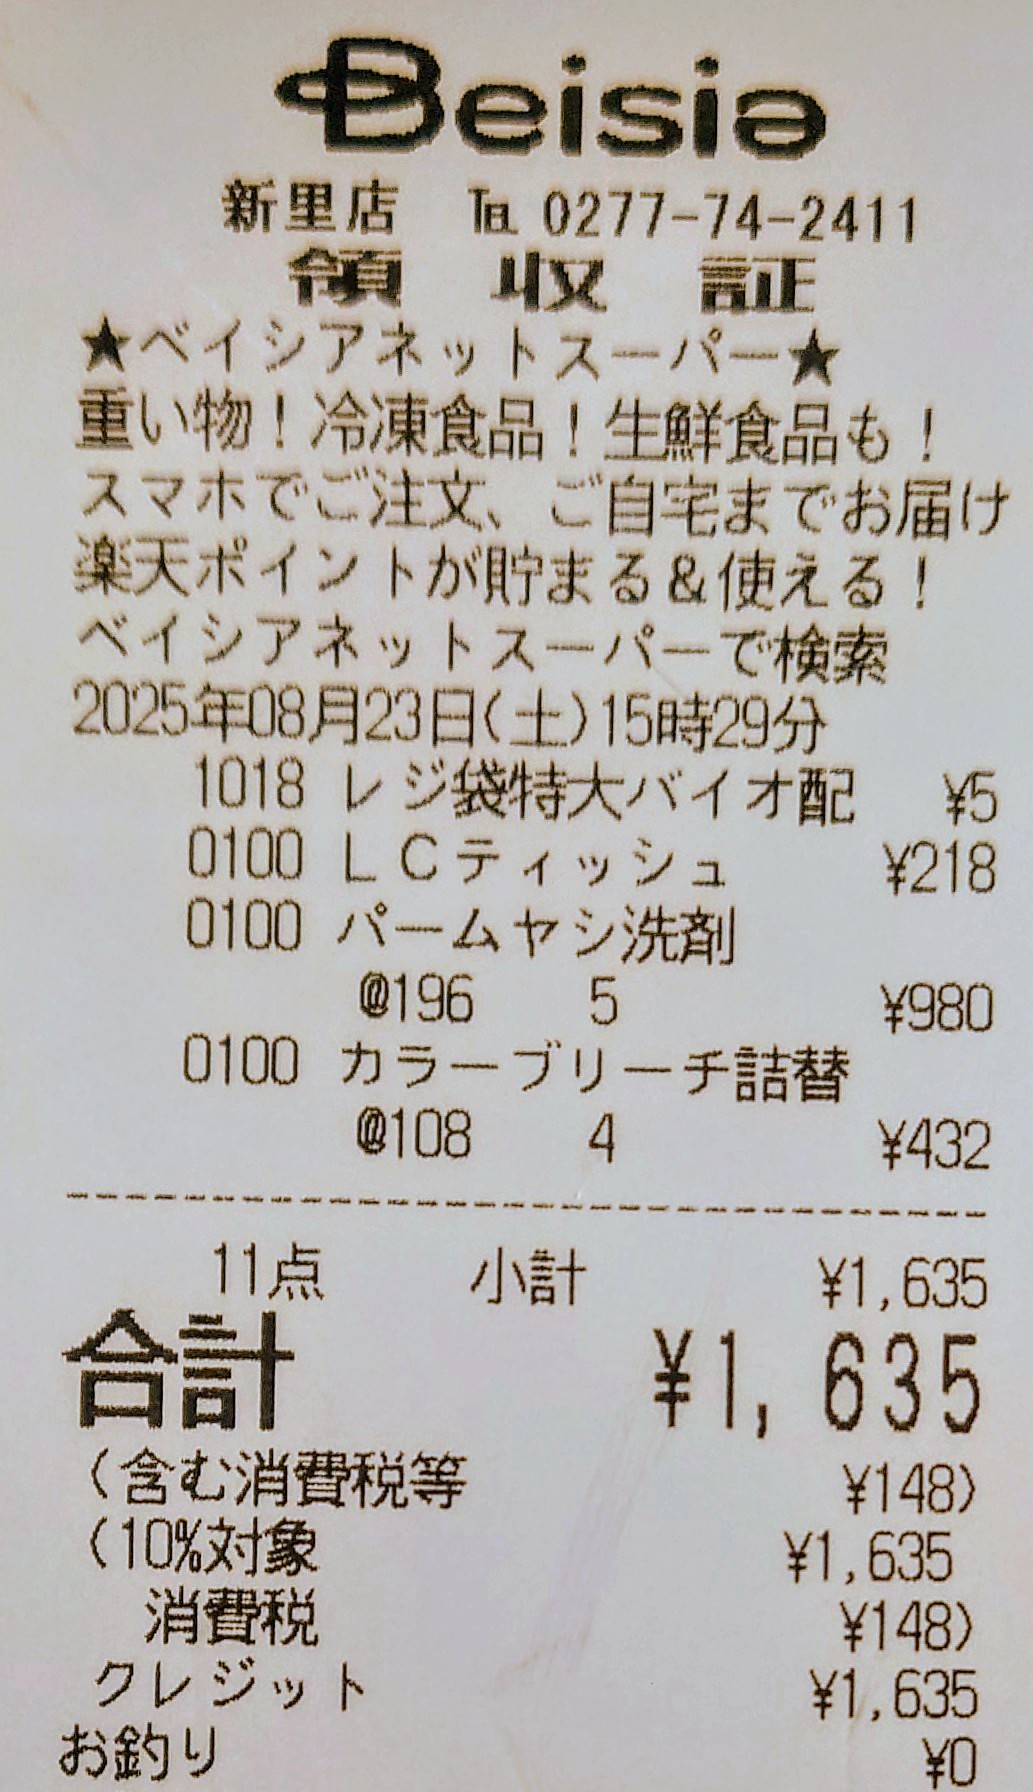 Beisia
新里店 ℡ 0277-74-2411
領収証
★ベイシアネットスーパー★
重い物！冷凍食品！生鮮食品も！
スマホでご注文、ご自宅までお届け
楽天ポイントが貯まる＆使える！
ベイシアネットスーパーで検索
2025年08月23日(土)15時29分
1018 レジ袋特大バイオ配 ¥5
0100 ＬＣティッシュ ¥218
0100 パームヤシ洗剤
@196 5 ¥980
0100 カラーブリーチ詰替
@108 4 ¥432
11点 小計 ¥1,635
合計 ¥1,635
(含む消費税等 ¥148)
(10%対象 ¥1,635
消費税 ¥148)
クレジット ¥1,635
お釣り ¥0